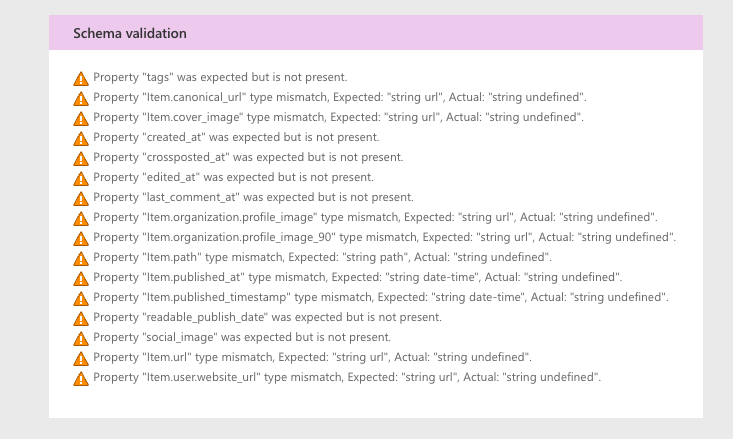 Schema validation
Property "tags" was expected but is not present.
Property "Item.canonical_url" type mismatch, Expected: "string url", Actual: "string undefined".
Property "Item.cover_image" type mismatch, Expected: "string url", Actual: "string undefined".
Property "created_at" was expected but is not present.
Property "crossposted_at" was expected but is not present.
Property "edited_at" was expected but is not present.
Property "last_comment_at" was expected but is not present.
Property "Item.organization.profile_image" type mismatch, Expected: "string url", Actual: "string undefined".
Property "Item.organization.profile_image_90" type mismatch, Expected: "string url", Actual: "string undefined".
Property "Item.path" type mismatch, Expected: "string path", Actual: "string undefined".
Property "Item.published_at" type mismatch, Expected: "string date-time", Actual: "string undefined".
Property "Item.published_timestamp" type mismatch, Expected: "string date-time", Actual: "string undefined".
Property "readable_publish_date" was expected but is not present.
Property "social_image" was expected but is not present.
Property "Item.url" type mismatch, Expected: "string url", Actual: "string undefined".
Property "Item.user.website_url" type mismatch, Expected: "string url", Actual: "string undefined".